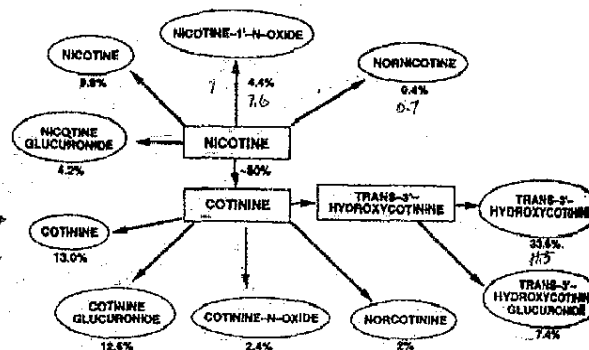 NICOTINE-1'-N-OXIDE
NICOTINE
9.8%
4.4%
7.6
NORNICOTINE
0.4%
0.7
NICOTINE
GLUCURONIDE
4.2%
NICOTINE
~80%
COTININE
TRANS-3'-
HYDROXYCOTININE
TRANS-3'-
HYDROXYCOTININE
33.6%
COTININE
13.0%
TRANS-3'-
HYDROXYCOTININE
GLUCURONIDE
7.4%
COTININE
GLUCURONIDE
12.6%
COTININE-N-OXIDE
2.4%
NORCOTININE
2%